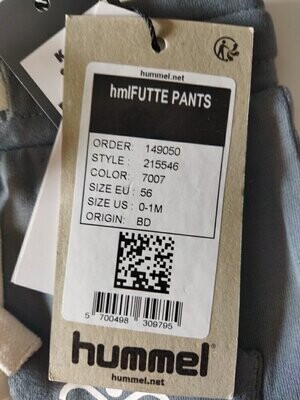 hummel.net
hmlFUTTE PANTS
ORDER: 149050
STYLE : 215546
COLOR: 7007
SIZE EU : 56
SIZE US : 0-1M
ORIGIN: BD
5 700498 309795
hummel
hummel.net